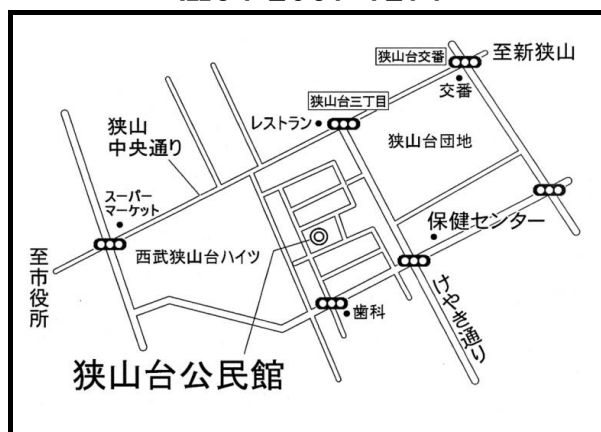 狭山台交番
至新狭山
交番
狭山台三丁目
レストラン
狭山台団地
狭山
中央通り
スーパー
マーケット
保健センター
西武狭山台ハイツ
至市役所
けやき通り
歯科
狭山台公民館